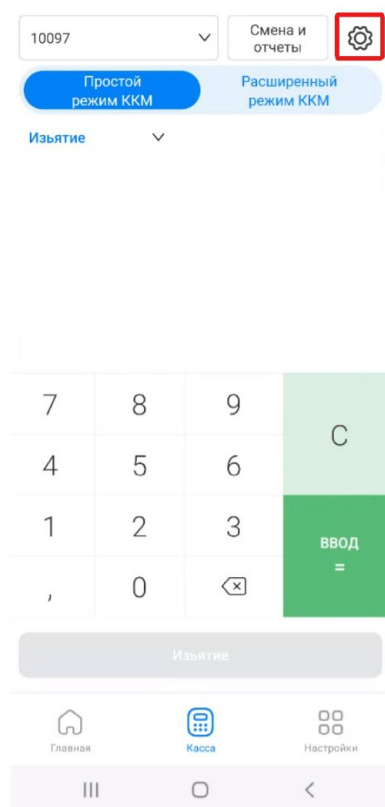 10097
Смена и
отчеты
Простой
режим ККМ
Расширенный
режим ККМ
Изьятие
7 8 9
C
4 5 6
1 2 3
ВВОД
=
, 0
Изьятие
Главная Касса Настройки